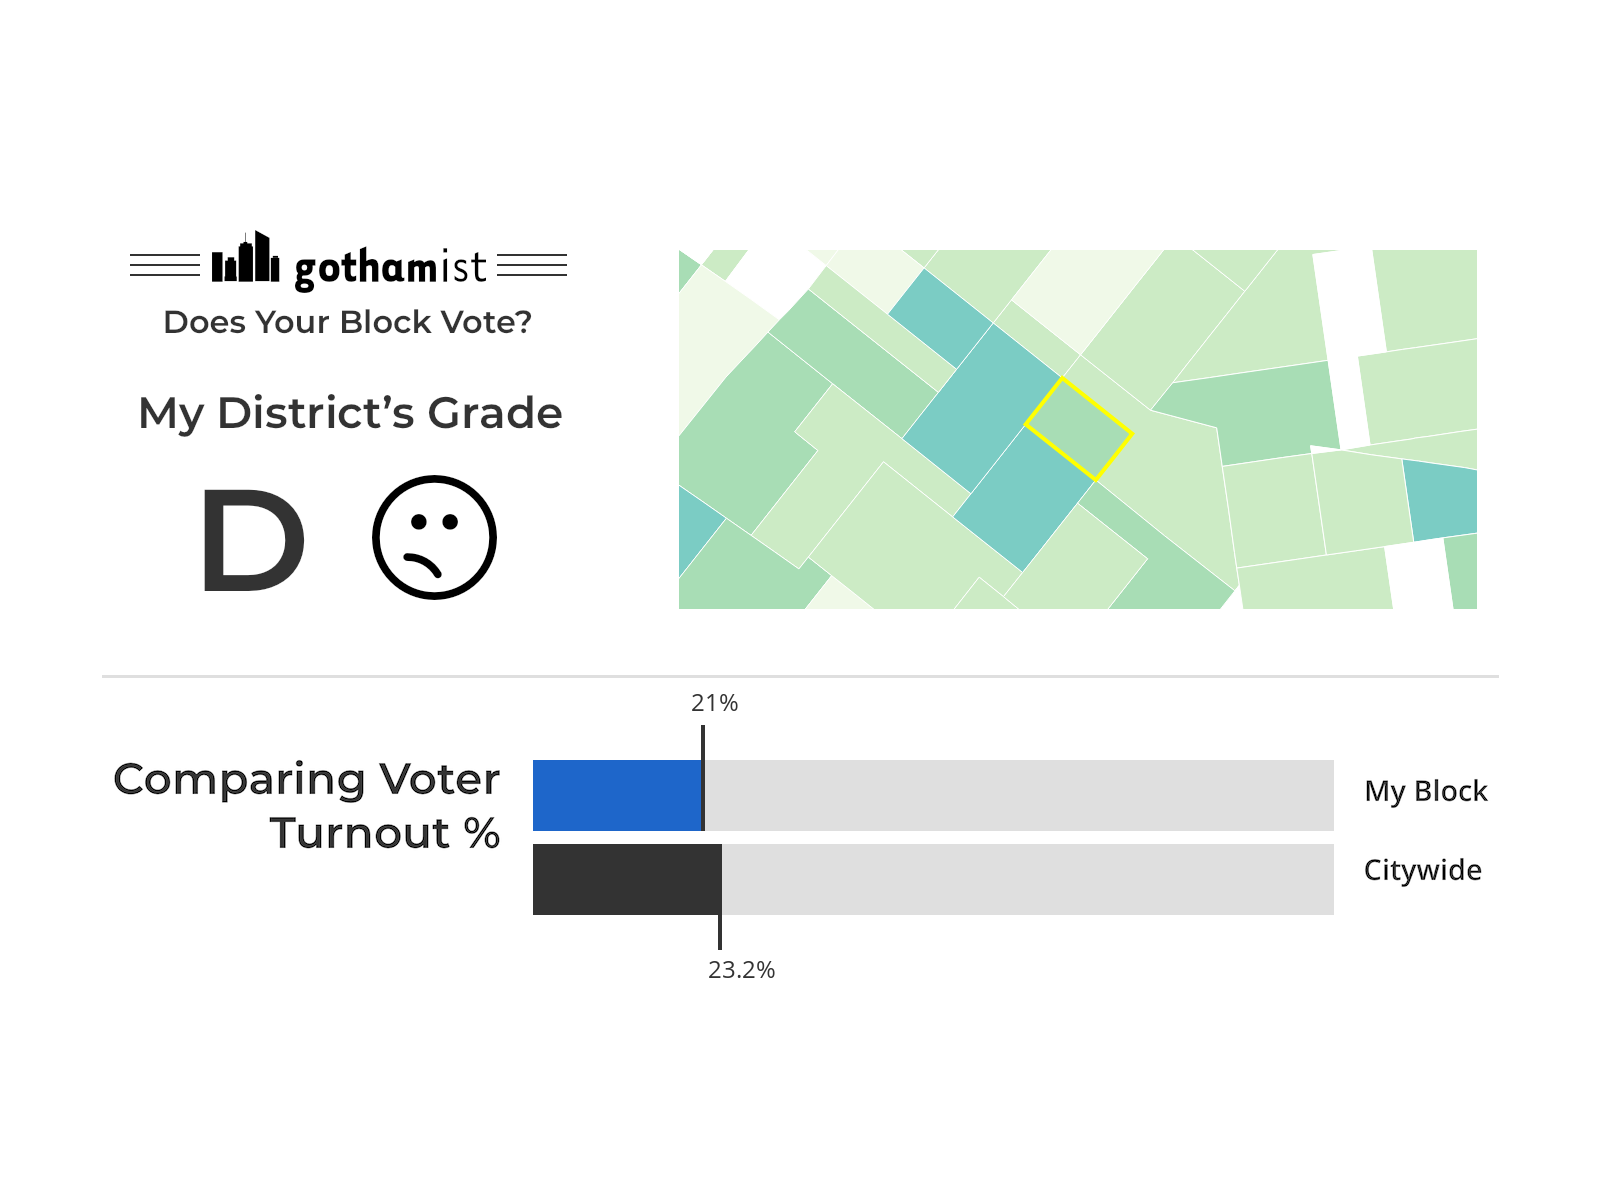 gothamist
Does Your Block Vote?
My District’s Grade
D
21%
Comparing Voter
Turnout %
My Block
Citywide
23.2%